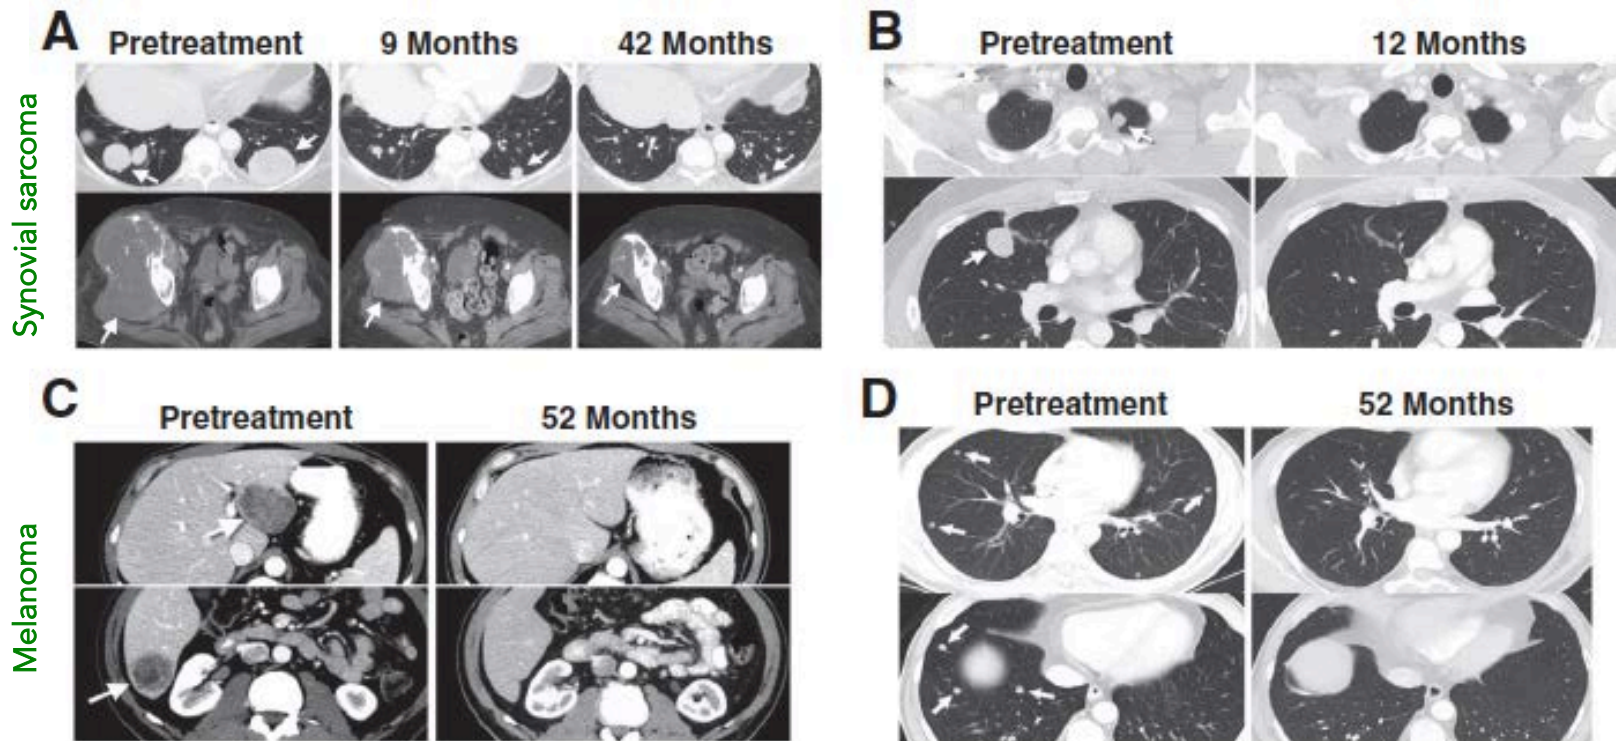 A
Pretreatment
9 Months
42 Months
B
Pretreatment
12 Months
Synovial sarcoma
C
Pretreatment
52 Months
D
Pretreatment
52 Months
Melanoma